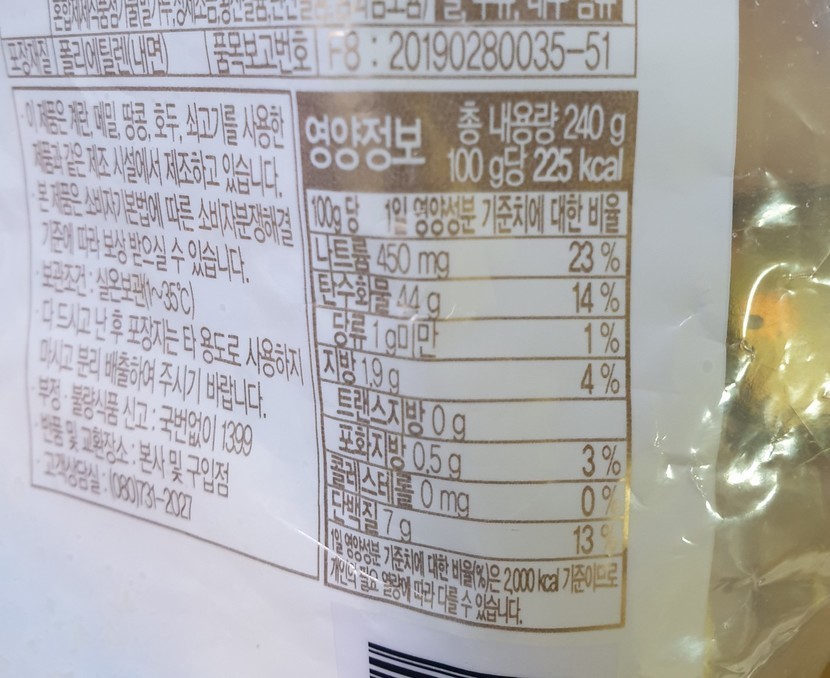 포장재질 폴리에틸렌(내면) 품목보고번호 F8 : 20190280035-51
· 이 제품은 계란, 메밀, 땅콩, 호두, 쇠고기를 사용한
제품과 같은 제조 시설에서 제조하고 있습니다.
· 본 제품은 소비자기본법에 따른 소비자분쟁해결
기준에 따라 보상 받으실 수 있습니다.
· 보관조건 : 실온보관(1~35℃)
· 다 드시고 난 후 포장지는 타 용도로 사용하지
마시고 분리 배출하여 주시기 바랍니다.
· 부정 · 불량식품 신고 : 국번없이 1399
· 반품 및 교환장소 : 본사 및 구입점
· 고객상담실 : (080)731-2027
영양정보 총 내용량 240 g
100 g당 225 kcal
100g 당 1일 영양성분 기준치에 대한 비율
나트륨 450 mg 23 %
탄수화물 44 g 14 %
당류 1 g미만 1 %
지방 1.9 g 4 %
트랜스지방 0 g
포화지방 0.5 g 3 %
콜레스테롤 0 mg 0 %
단백질 7 g 13 %
1일 영양성분 기준치에 대한 비율(%)은 2,000 kcal 기준이므로
개인의 필요 열량에 따라 다를 수 있습니다.